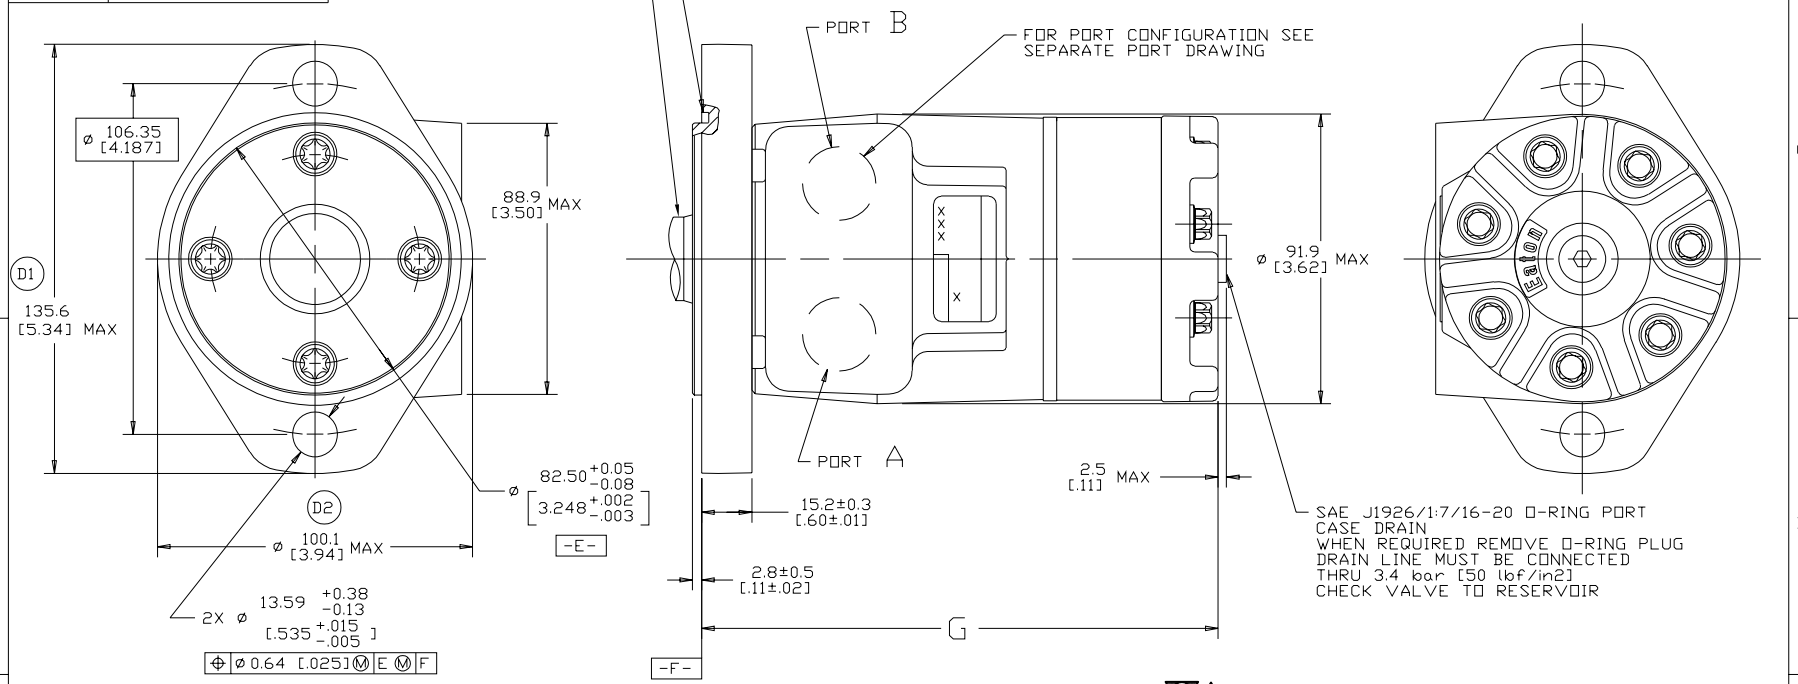 PORT B
FOR PORT CONFIGURATION SEE
SEPARATE PORT DRAWING
ø 106.35
[4.187]
88.9
[3.50] MAX
X
X
X
X
ø 91.9
[3.62] MAX
Eaton
D1
135.6
[5.34] MAX
PORT A
2.5
[.11] MAX
ø 82.50 +0.05
-0.08
[3.248 +.002
-.003]
-E-
15.2±0.3
[.60±.01]
D2
ø 100.1
[3.94] MAX
2.8±0.5
[.11±.02]
SAE J1926/1:7/16-20 O-RING PORT
CASE DRAIN
WHEN REQUIRED REMOVE O-RING PLUG
DRAIN LINE MUST BE CONNECTED
THRU 3.4 bar [50 lbf/in2]
CHECK VALVE TO RESERVOIR
2X ø 13.59 +0.38
-0.13
[.535 +.015
-.005 ]
⌖ ø 0.64 [.025] Ⓜ E Ⓜ F
G
-F-